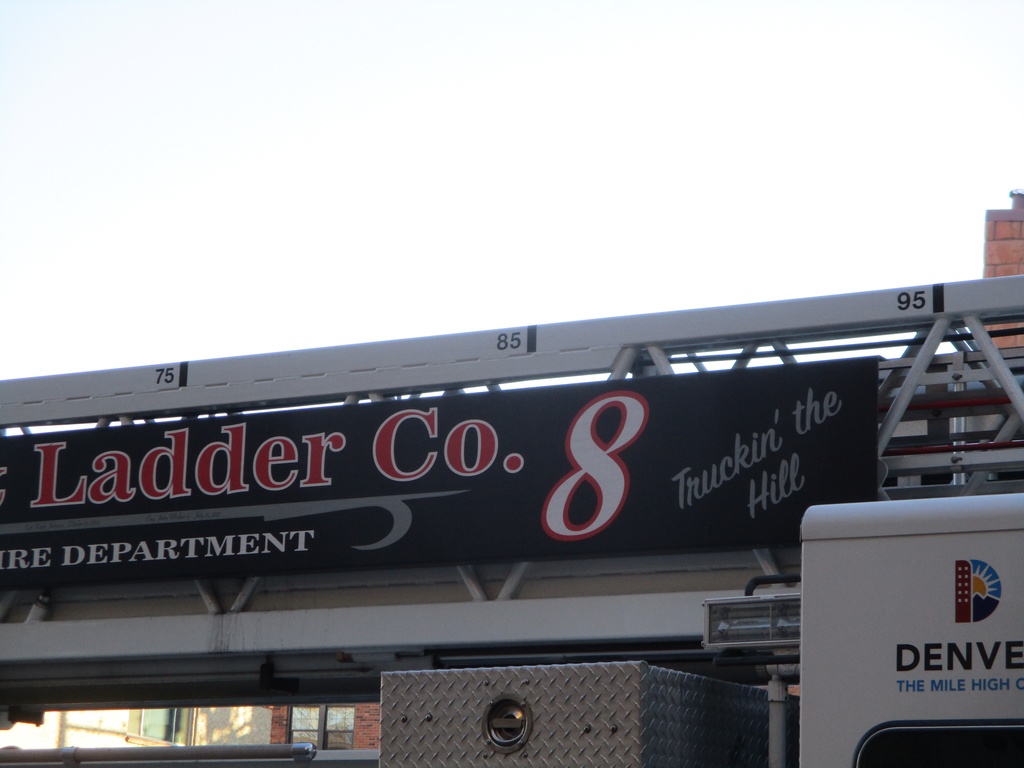 75 85 95
Ladder Co. 8
Truckin' the
Hill
IRE DEPARTMENT
DENVE
THE MILE HIGH C